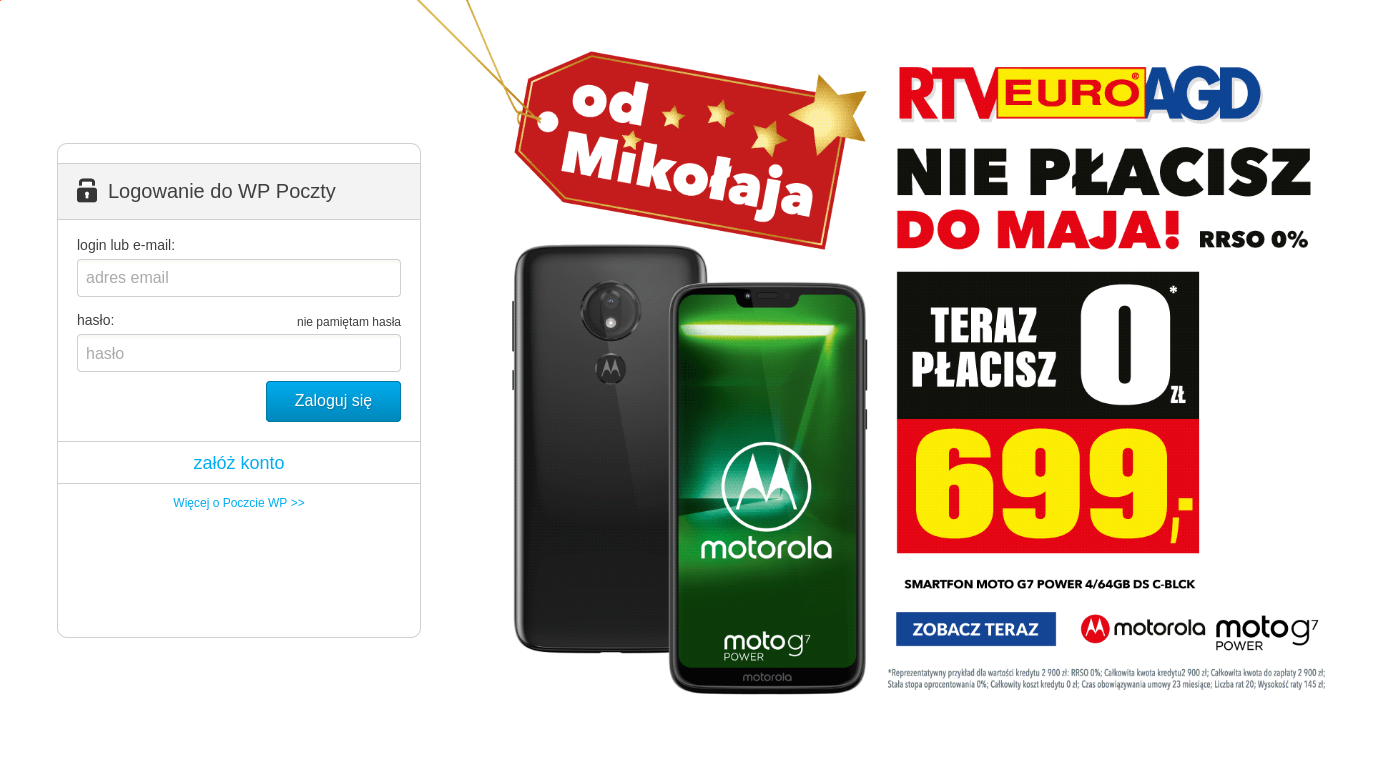 Logowanie do WP Poczty
login lub e-mail:
adres email
hasło:
nie pamiętam hasła
hasło
Zaloguj się
załóż konto
Więcej o Poczcie WP >>
od
Mikołaja
motorola
moto g7
POWER
motorola
RTV EURO® AGD
NIE PŁACISZ
DO MAJA! RRSO 0%
TERAZ
PŁACISZ
0*
ZŁ
699,-
SMARTFON MOTO G7 POWER 4/64GB DS C-BLCK
ZOBACZ TERAZ
motorola
moto g7
POWER
*Reprezentatywny przykład dla wartości kredytu 2 900 zł: RRSO 0%; Całkowita kwota kredytu2 900 zł; Całkowita kwota do zapłaty 2 900 zł;
Stała stopa oprocentowania 0%; Całkowity koszt kredytu 0 zł; Czas obowiązywania umowy 23 miesiące; Liczba rat 20; Wysokość raty 145 zł;